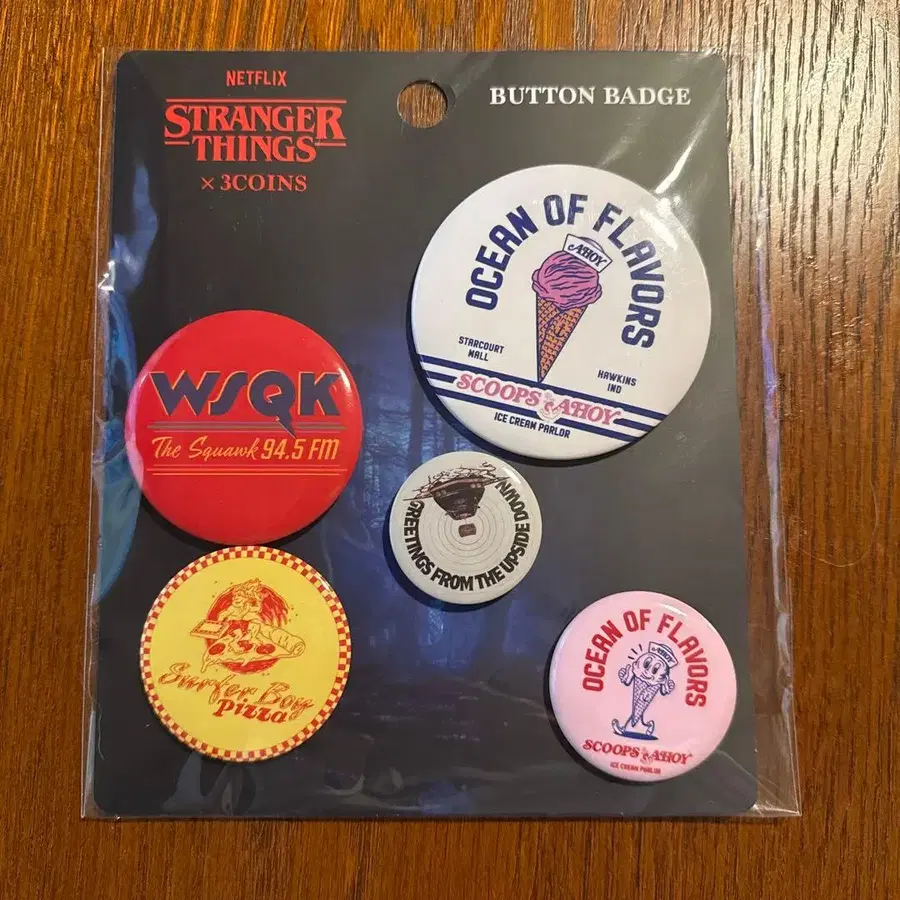 NETFLIX
STRANGER
THINGS
× 3COINS
BUTTON BADGE
OCEAN OF FLAVORS
AHOY
STARCOURT
MALL
HAWKINS
IND
SCOOPS AHOY
ICE CREAM PARLOR
WSQK
The Squawk 94.5 FM
GREETINGS FROM THE UPSIDE DOWN
Surfer Boy
Pizza
OCEAN OF FLAVORS
AHOY
SCOOPS AHOY
ICE CREAM PARLOR